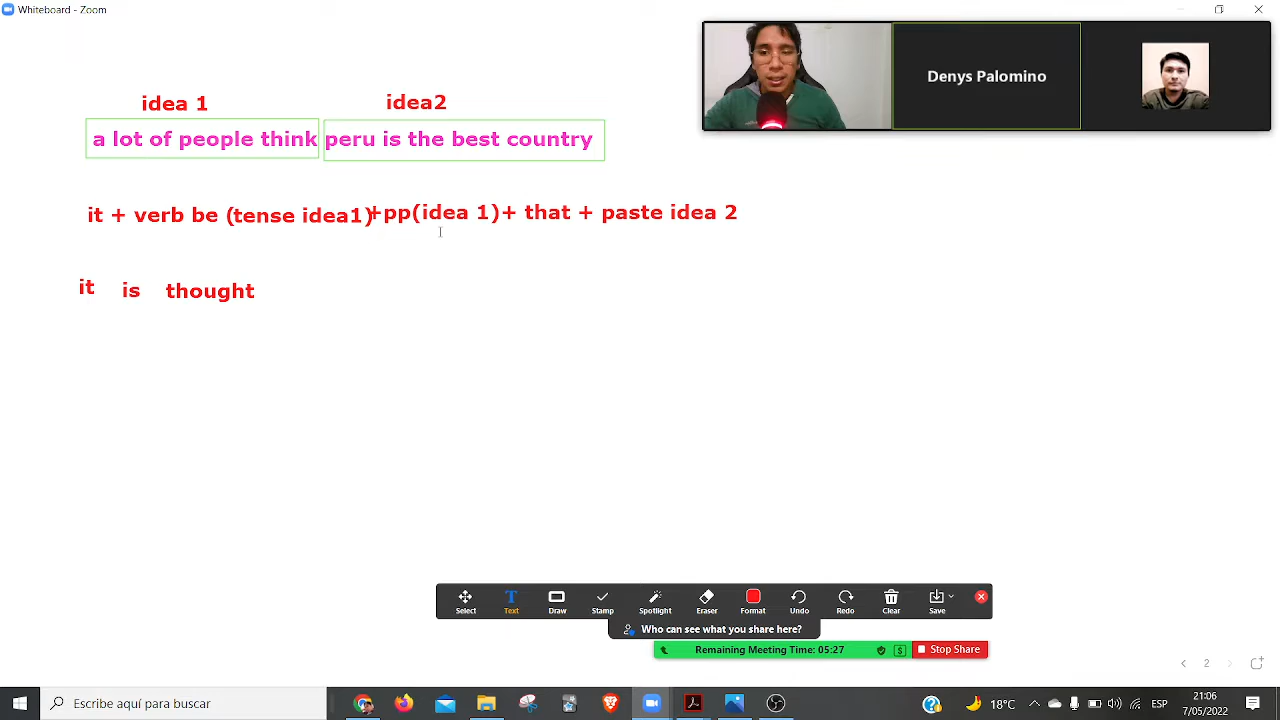 Whiteboard - Zoom
Denys Palomino
idea 1 idea2
a lot of people think peru is the best country
it + verb be (tense idea1)+pp(idea 1)+ that + paste idea 2
it is thought
Select Text Draw Stamp Spotlight Eraser Format Undo Redo Clear Save
Who can see what you share here?
Remaining Meeting Time: 05:27 Stop Share
2
Escribe aquí para buscar 18°C ESP 21:06
7/05/2022